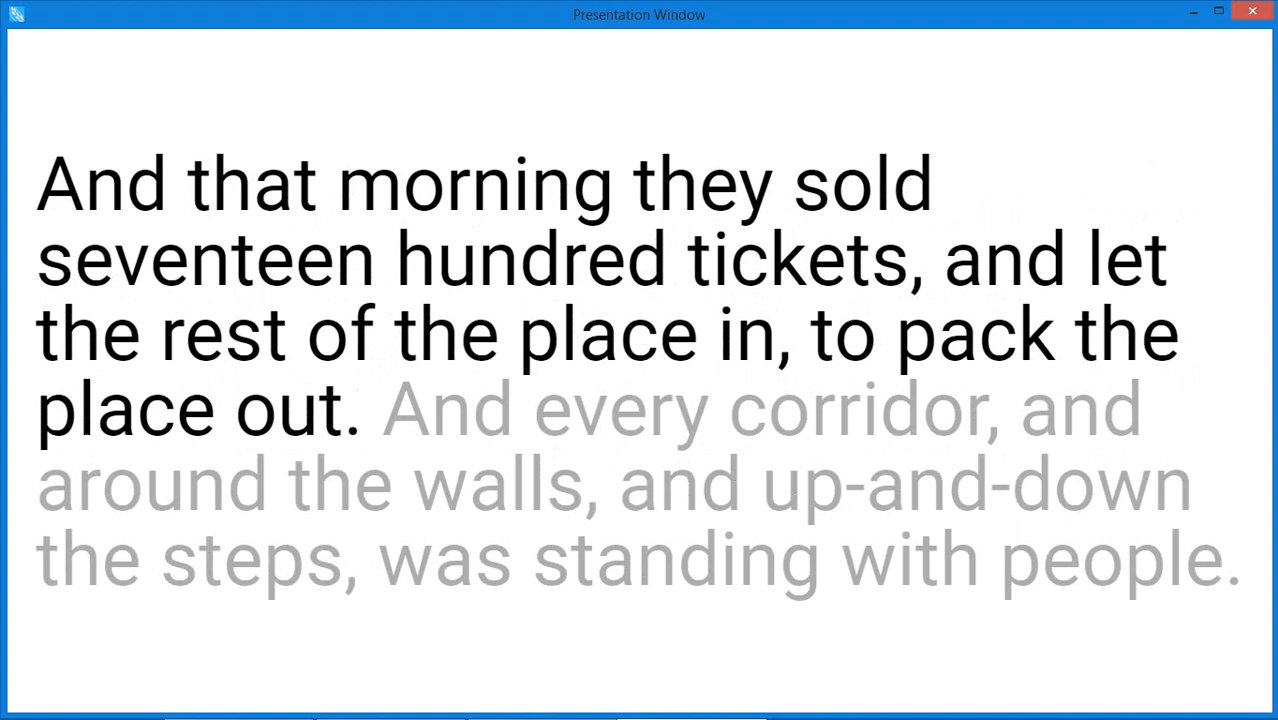 Presentation Window
And that morning they sold
seventeen hundred tickets, and let
the rest of the place in, to pack the
place out. And every corridor, and
around the walls, and up-and-down
the steps, was standing with people.